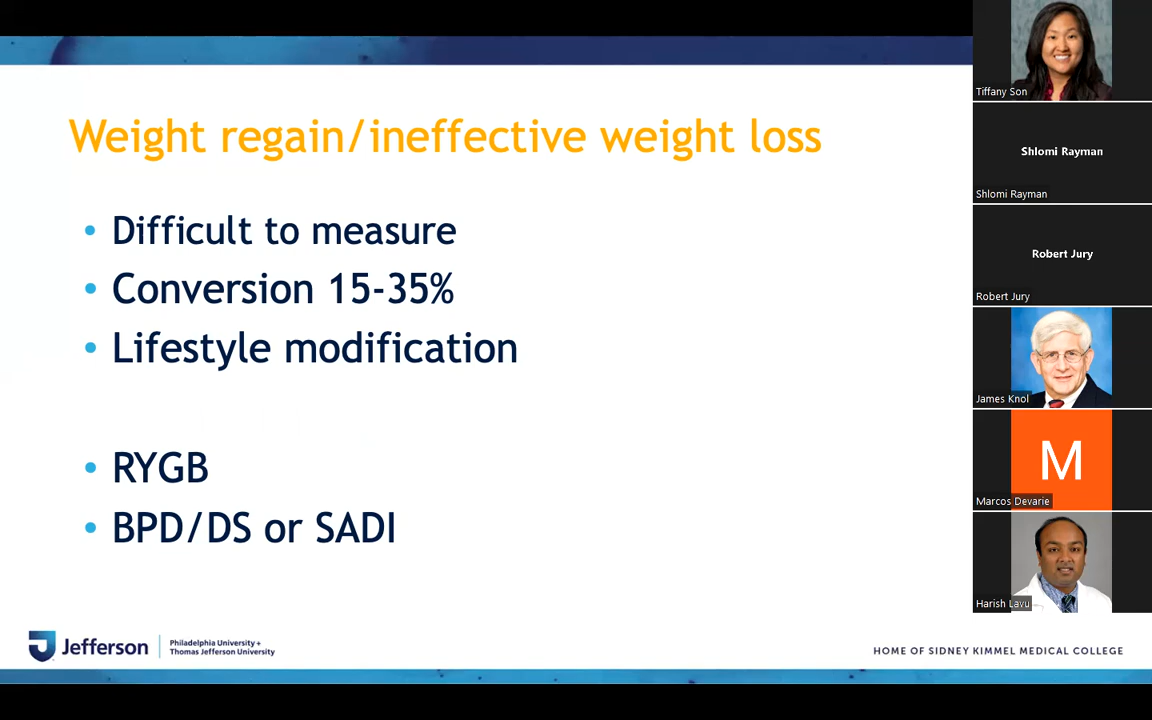 Weight regain/ineffective weight loss
• Difficult to measure
• Conversion 15-35%
• Lifestyle modification
• RYGB
• BPD/DS or SADI
Jefferson
Philadelphia University +
Thomas Jefferson University
HOME OF SIDNEY KIMMEL MEDICAL COLLEGE
Tiffany Son
Shlomi Rayman
Shlomi Rayman
Robert Jury
Robert Jury
James Knol
M
Marcos Devarie
Harish Lavu